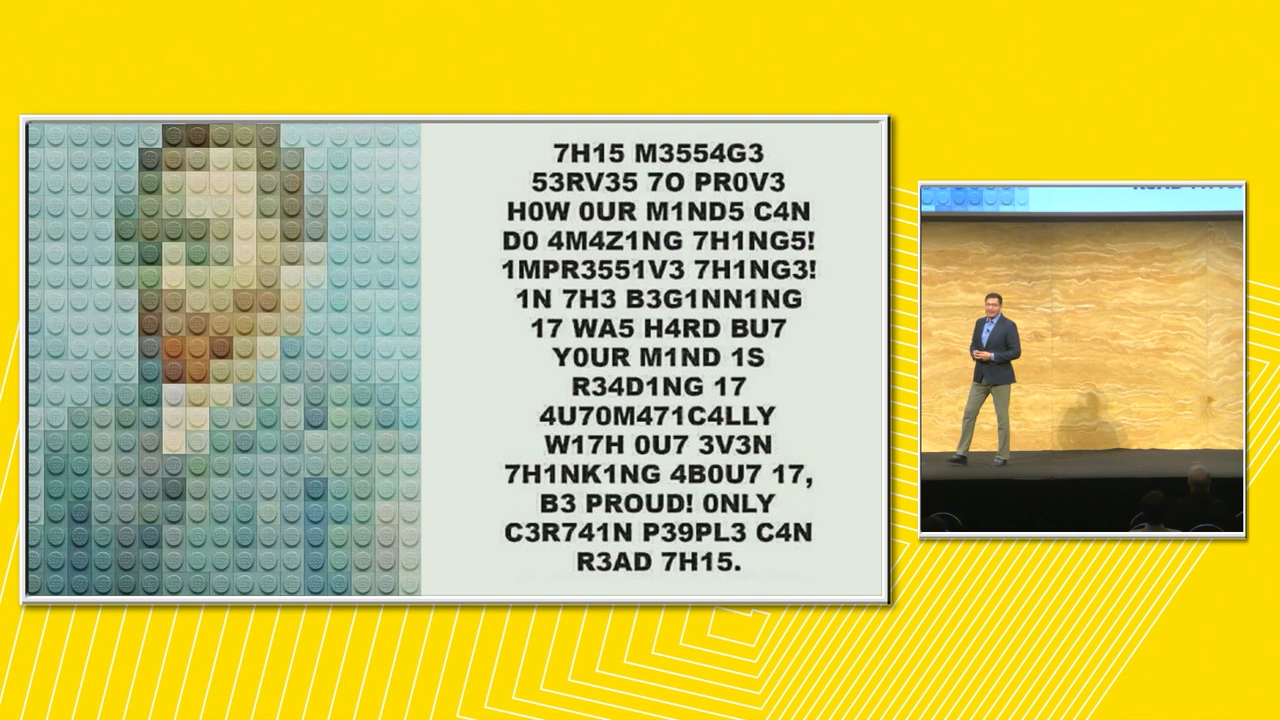 7H15 M3554G3
53RV35 7O PR0V3
H0W 0UR M1ND5 C4N
D0 4M4Z1NG 7H1NG5!
1MPR3551V3 7H1NG3!
1N 7H3 B3G1NN1NG
17 WA5 H4RD BU7
Y0UR M1ND 1S
R34D1NG 17
4U70M471C4LLY
W17H 0U7 3V3N
7H1NK1NG 4B0U7 17,
B3 PROUD! 0NLY
C3R741N P39PL3 C4N
R3AD 7H15.